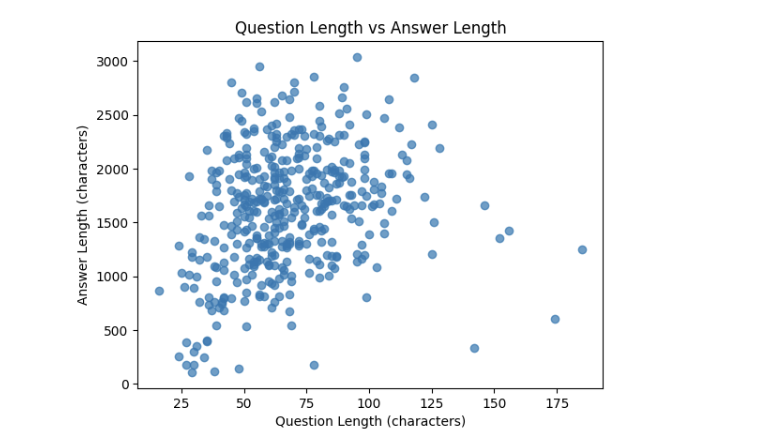 Question Length vs Answer Length
3000
2500
2000
1500
1000
500
0
Answer Length (characters)
25 50 75 100 125 150 175
Question Length (characters)